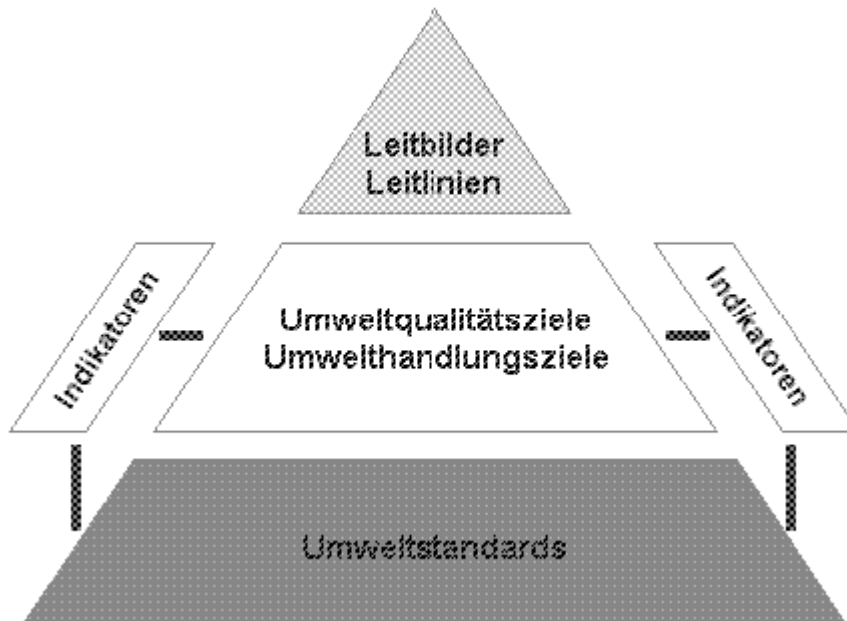 Leitbilder
Leitlinien
Indikatoren
Umweltqualitätsziele
Umwelthandlungsziele
Indikatoren
Umweltstandards